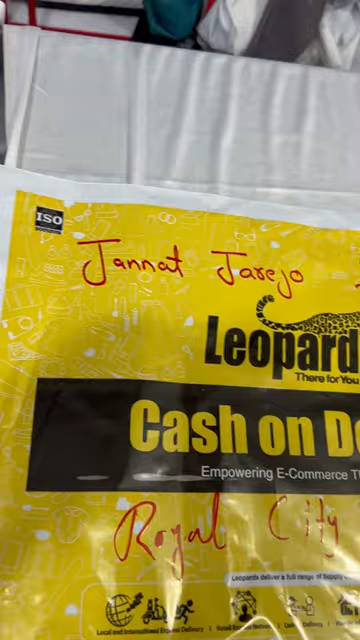 ISO
Jannat Jarejo
Leopard
There for You
Cash on De
Empowering E-Commerce T
Royal City
Leopards deliver a full range of supply
Local and International Express Delivery